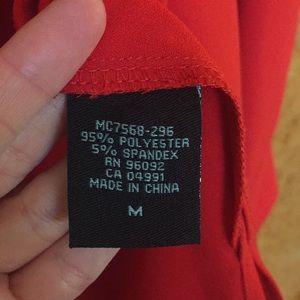 MC7568-296
95% POLYESTER
5% SPANDEX
RN 96092
CA 04991
MADE IN CHINA
M